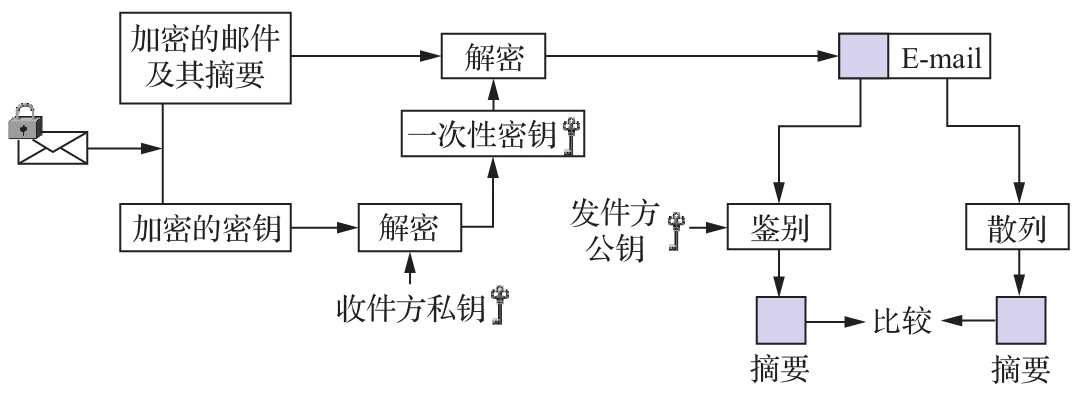 加密的邮件
及其摘要
解密
E-mail
一次性密钥
加密的密钥
解密
收件方私钥
发件方
公钥
鉴别
散列
比较
摘要
摘要